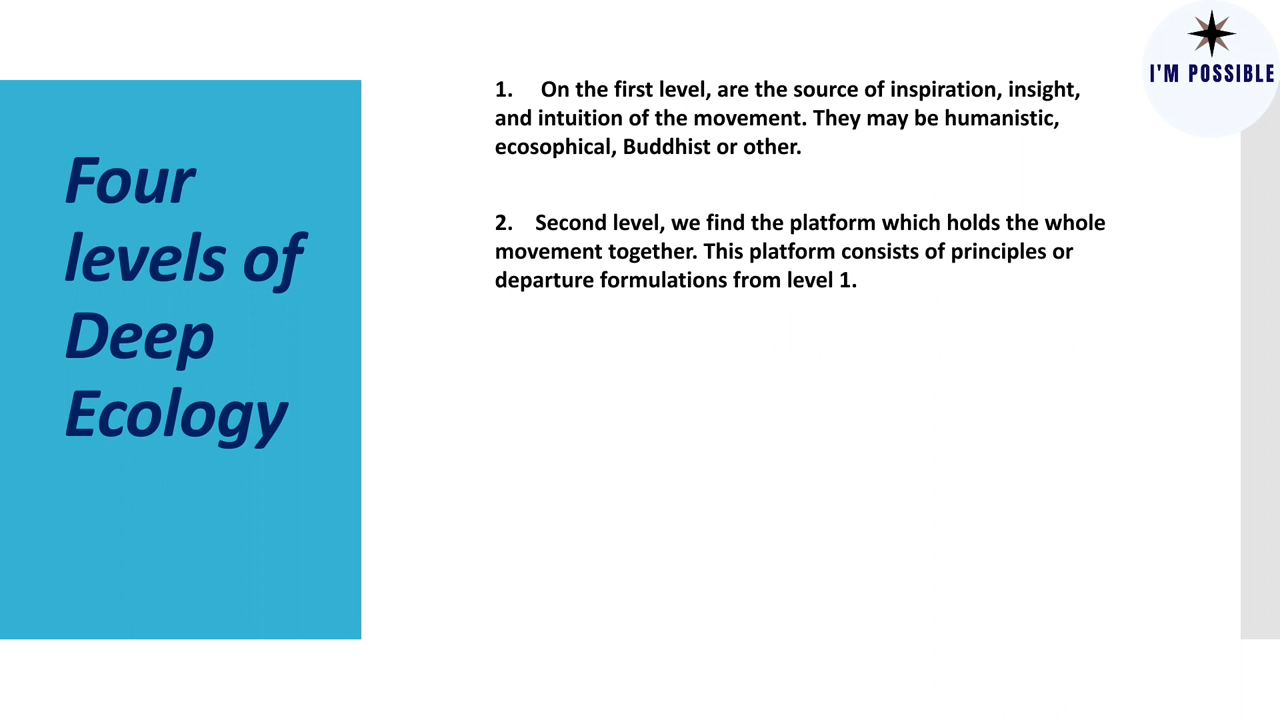 I'M POSSIBLE
Four
levels of
Deep
Ecology
1. On the first level, are the source of inspiration, insight,
and intuition of the movement. They may be humanistic,
ecosophical, Buddhist or other.
2. Second level, we find the platform which holds the whole
movement together. This platform consists of principles or
departure formulations from level 1.